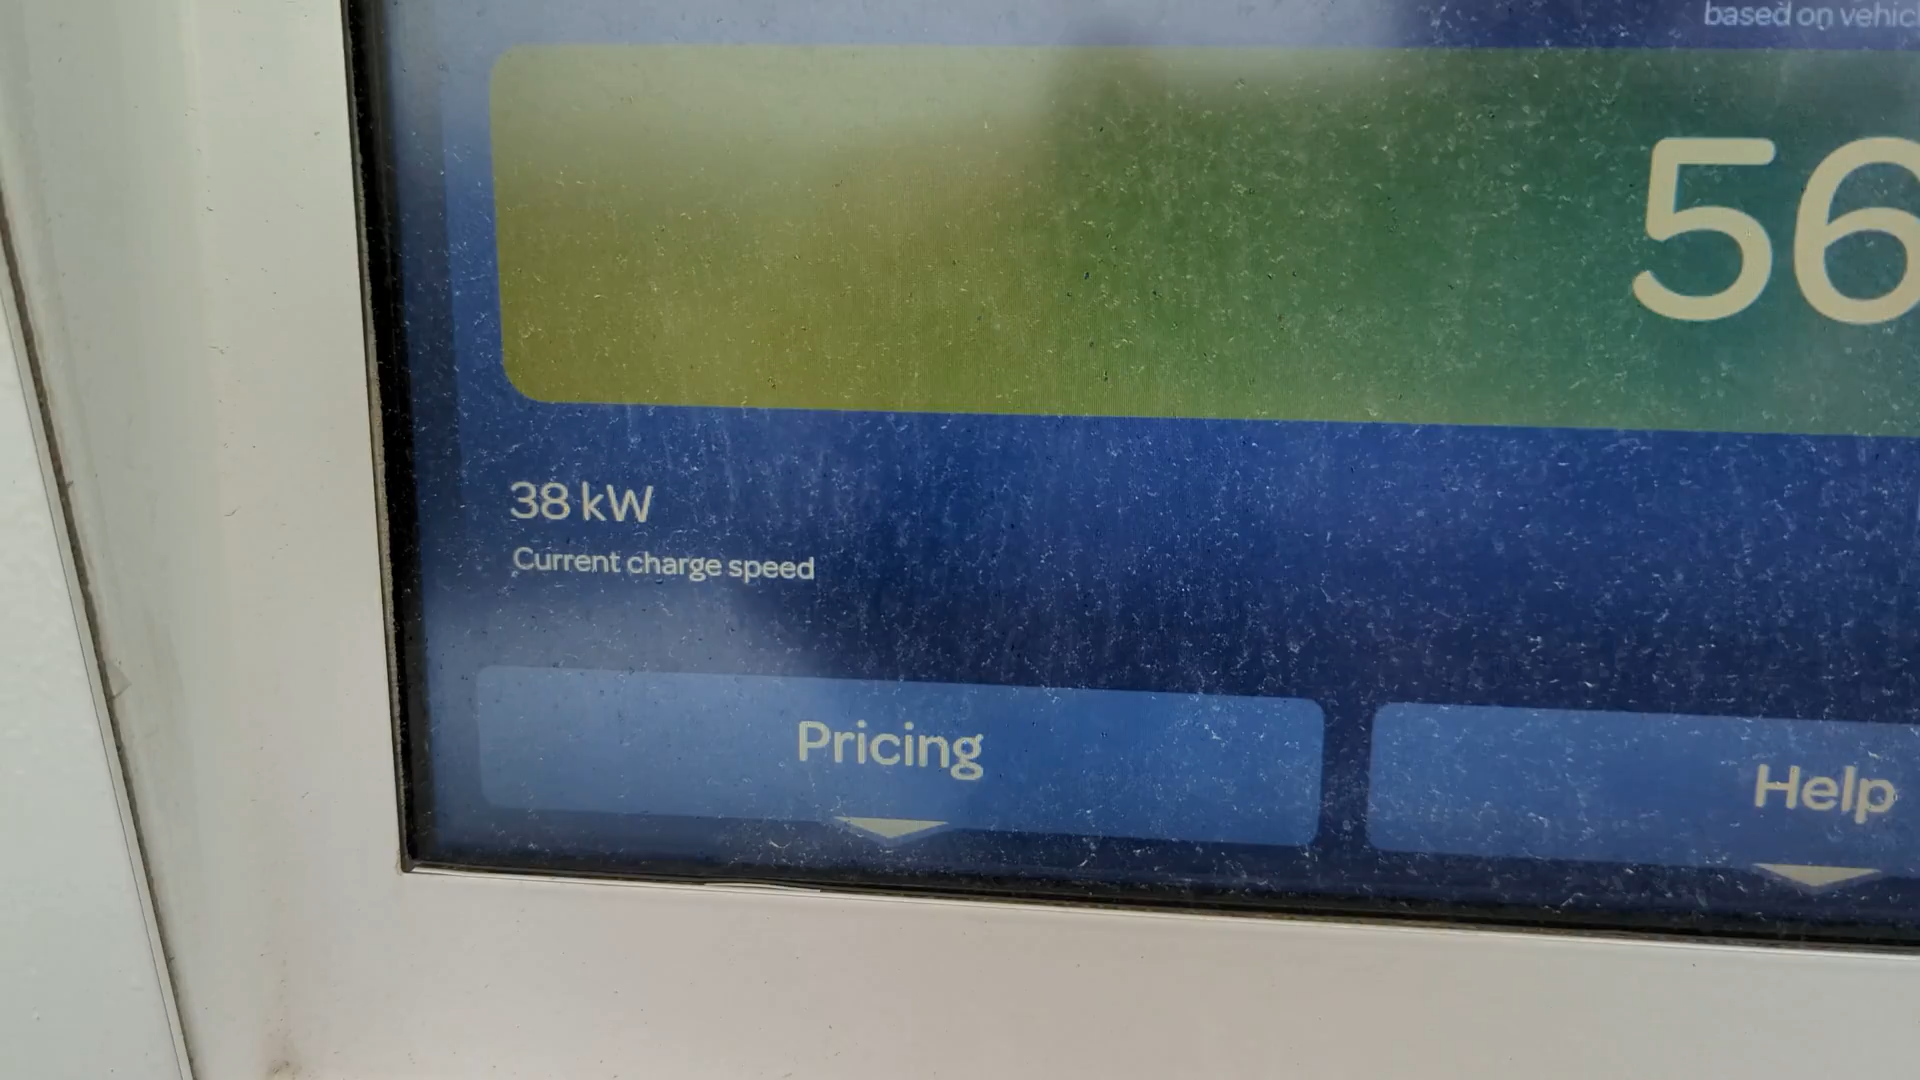 based on vehic
56
38 kW
Current charge speed
Pricing
Help